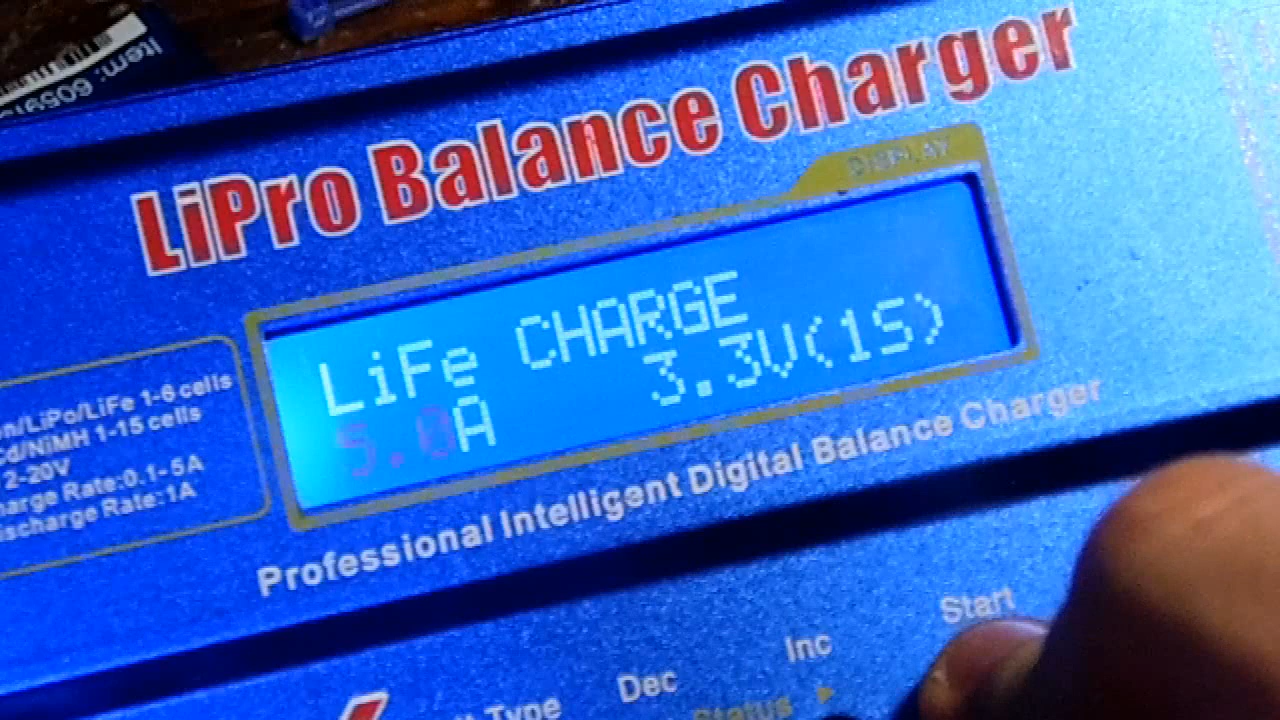 Item:
LiPro Balance Charger
DISPLAY
LiFe CHARGE
5.0A 3.3V(1S)
on/LiPo/LiFe 1-6 cells
Cd/NiMH 1-15 cells
2-20V
harge Rate:0.1-5A
ischarge Rate:1A
Professional Intelligent Digital Balance Charger
Type
Dec
Inc
Start
Status